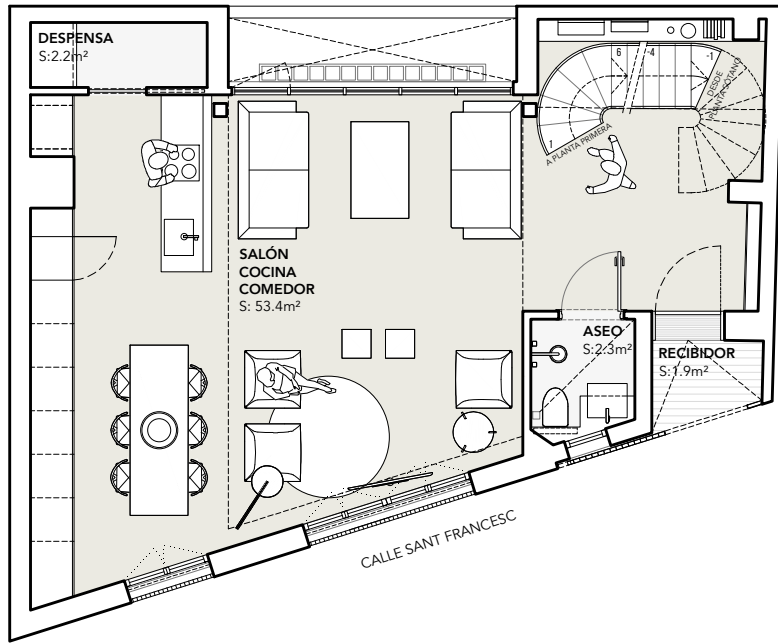 DESPENSA
S:2.2m²
6
-4
-1
DESDE
PLANTA SÓTANO
7
A PLANTA PRIMERA
SALÓN
COCINA
COMEDOR
S: 53.4m²
ASEO
S:2.3m²
RECIBIDOR
S:1.9m²
CALLE SANT FRANCESC